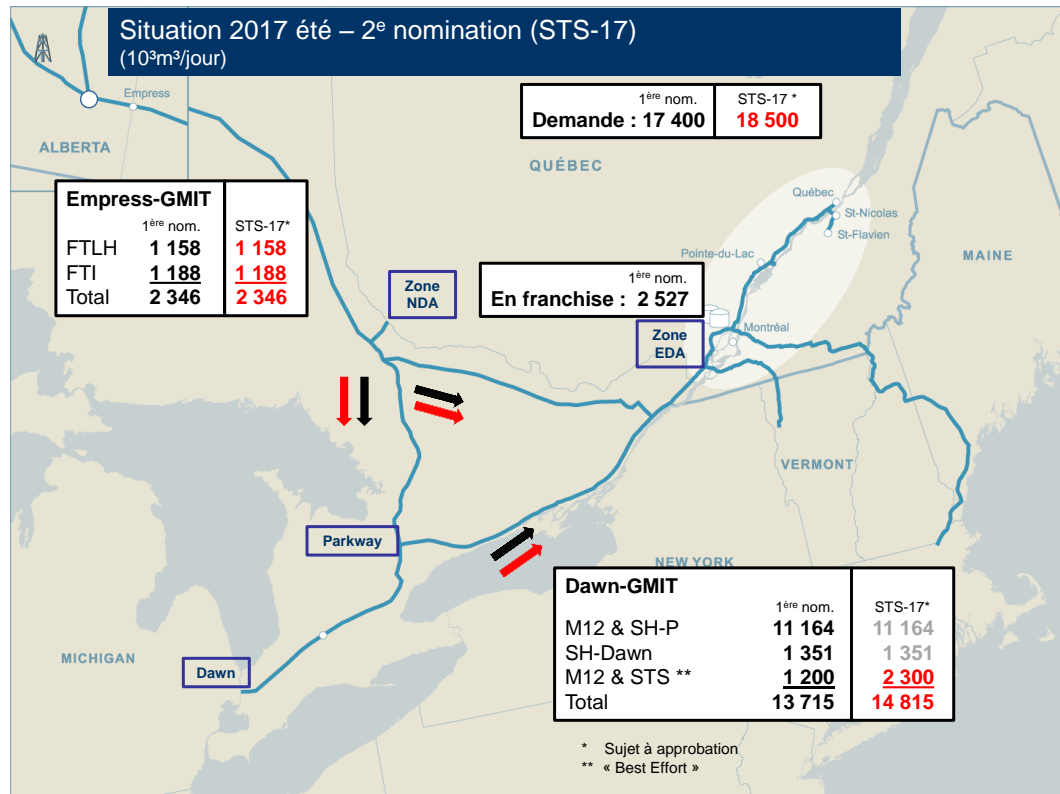 Situation 2017 été – 2e nomination (STS-17)
(10³m³/jour)
Empress
ALBERTA
1ère nom. STS-17 *
Demande : 17 400 18 500
QUÉBEC
Empress-GMIT
1ère nom. STS-17*
FTLH 1 158 1 158
FTI 1 188 1 188
Total 2 346 2 346
Québec
St-Nicolas
St-Flavien
Pointe-du-Lac
MAINE
Zone
NDA
1ère nom.
En franchise : 2 527
Zone
EDA
Montréal
VERMONT
Parkway
NEW YORK
Dawn-GMIT
1ère nom. STS-17*
M12 & SH-P 11 164 11 164
SH-Dawn 1 351 1 351
M12 & STS ** 1 200 2 300
Total 13 715 14 815
MICHIGAN
Dawn
* Sujet à approbation
** « Best Effort »